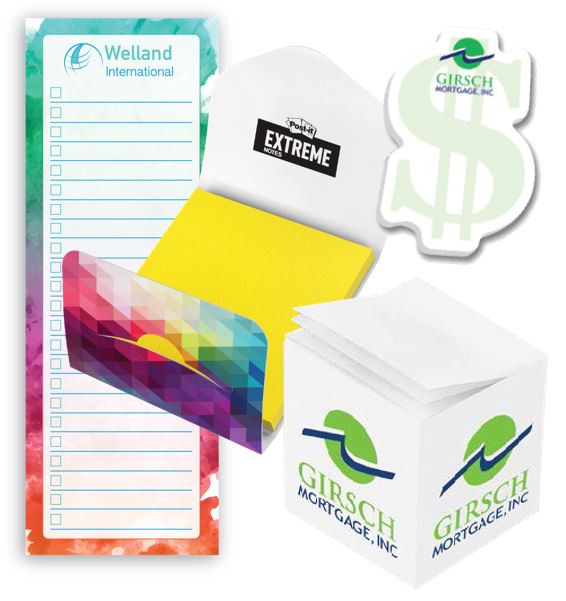 Welland
International
Post-it
EXTREME
NOTES
GIRSCH
MORTGAGE, INC
$
GIRSCH
MORTGAGE, INC
GIRSCH
MORTGAGE, INC